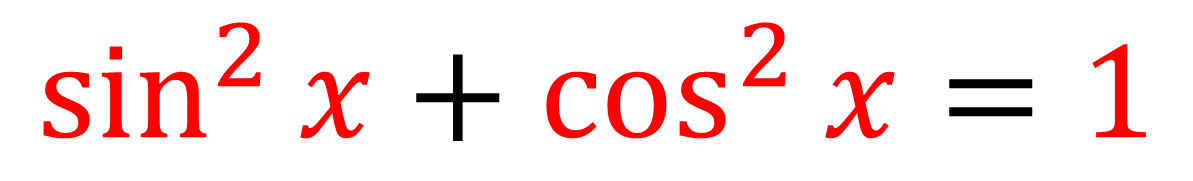 sin² x + cos² x = 1